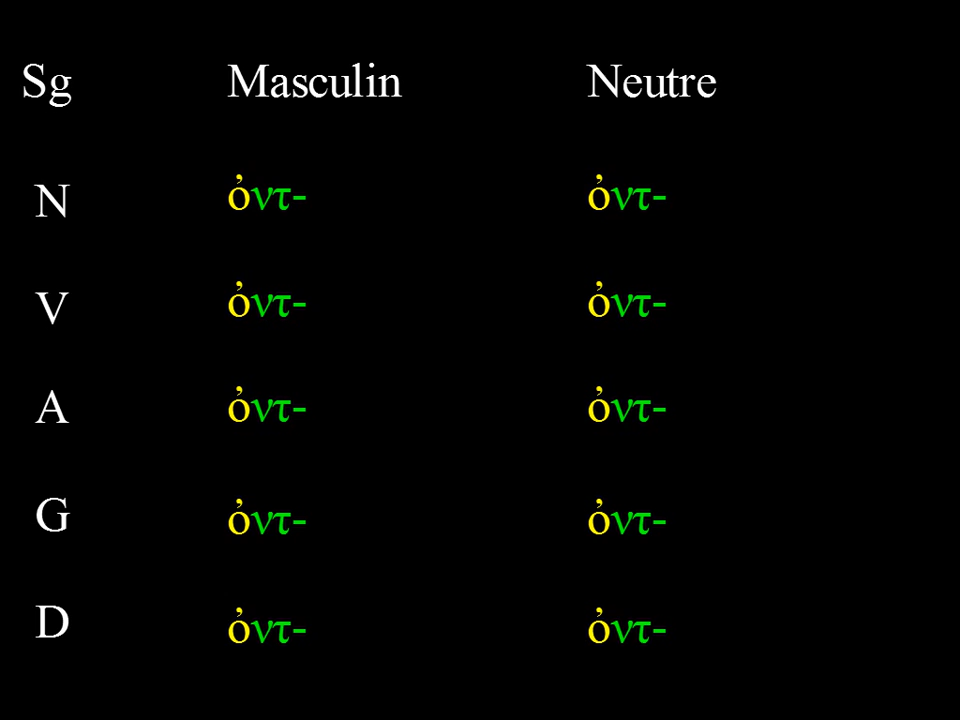 Sg Masculin Neutre
N ὀντ- ὀντ-
V ὀντ- ὀντ-
A ὀντ- ὀντ-
G ὀντ- ὀντ-
D ὀντ- ὀντ-